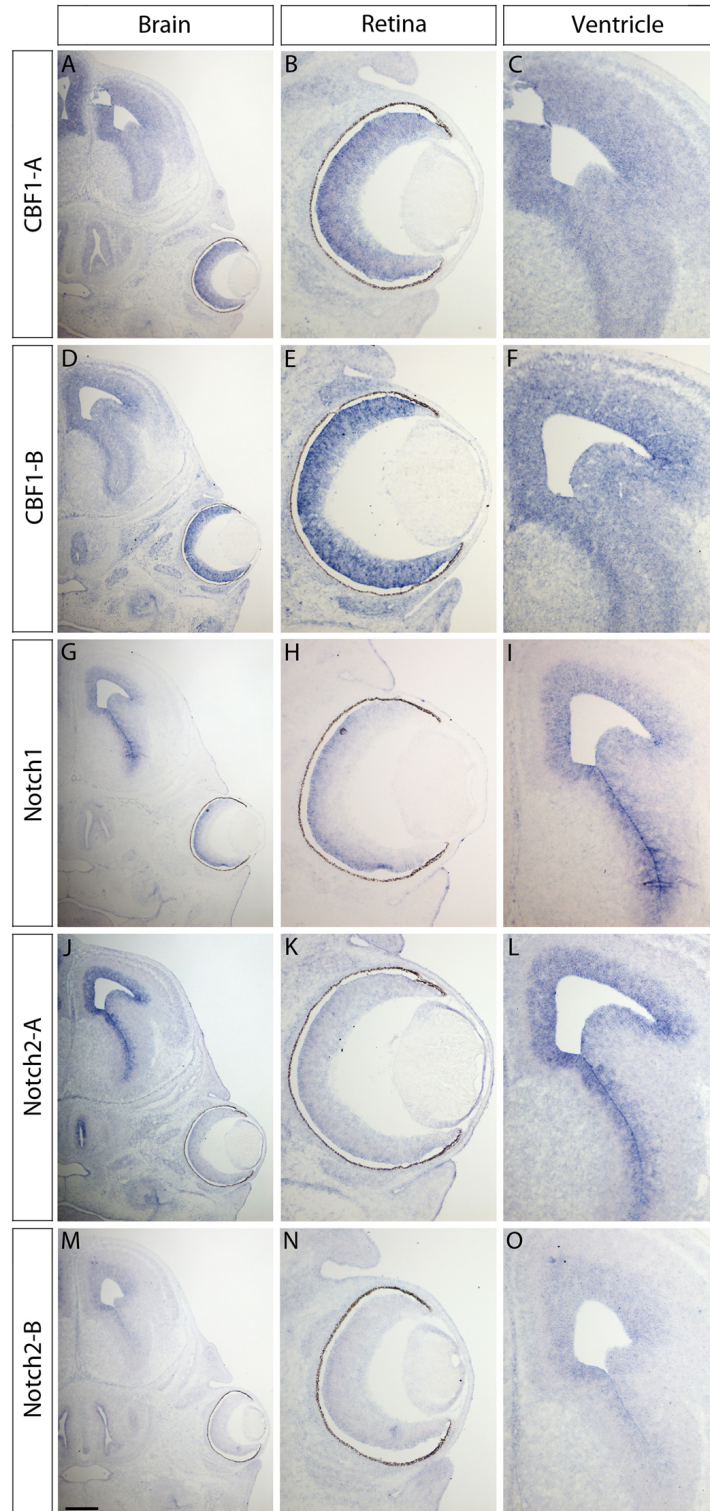 Brain Retina Ventricle
CBF1-A
A B C
CBF1-B
D E F
Notch1
G H I
Notch2-A
J K L
Notch2-B
M N O